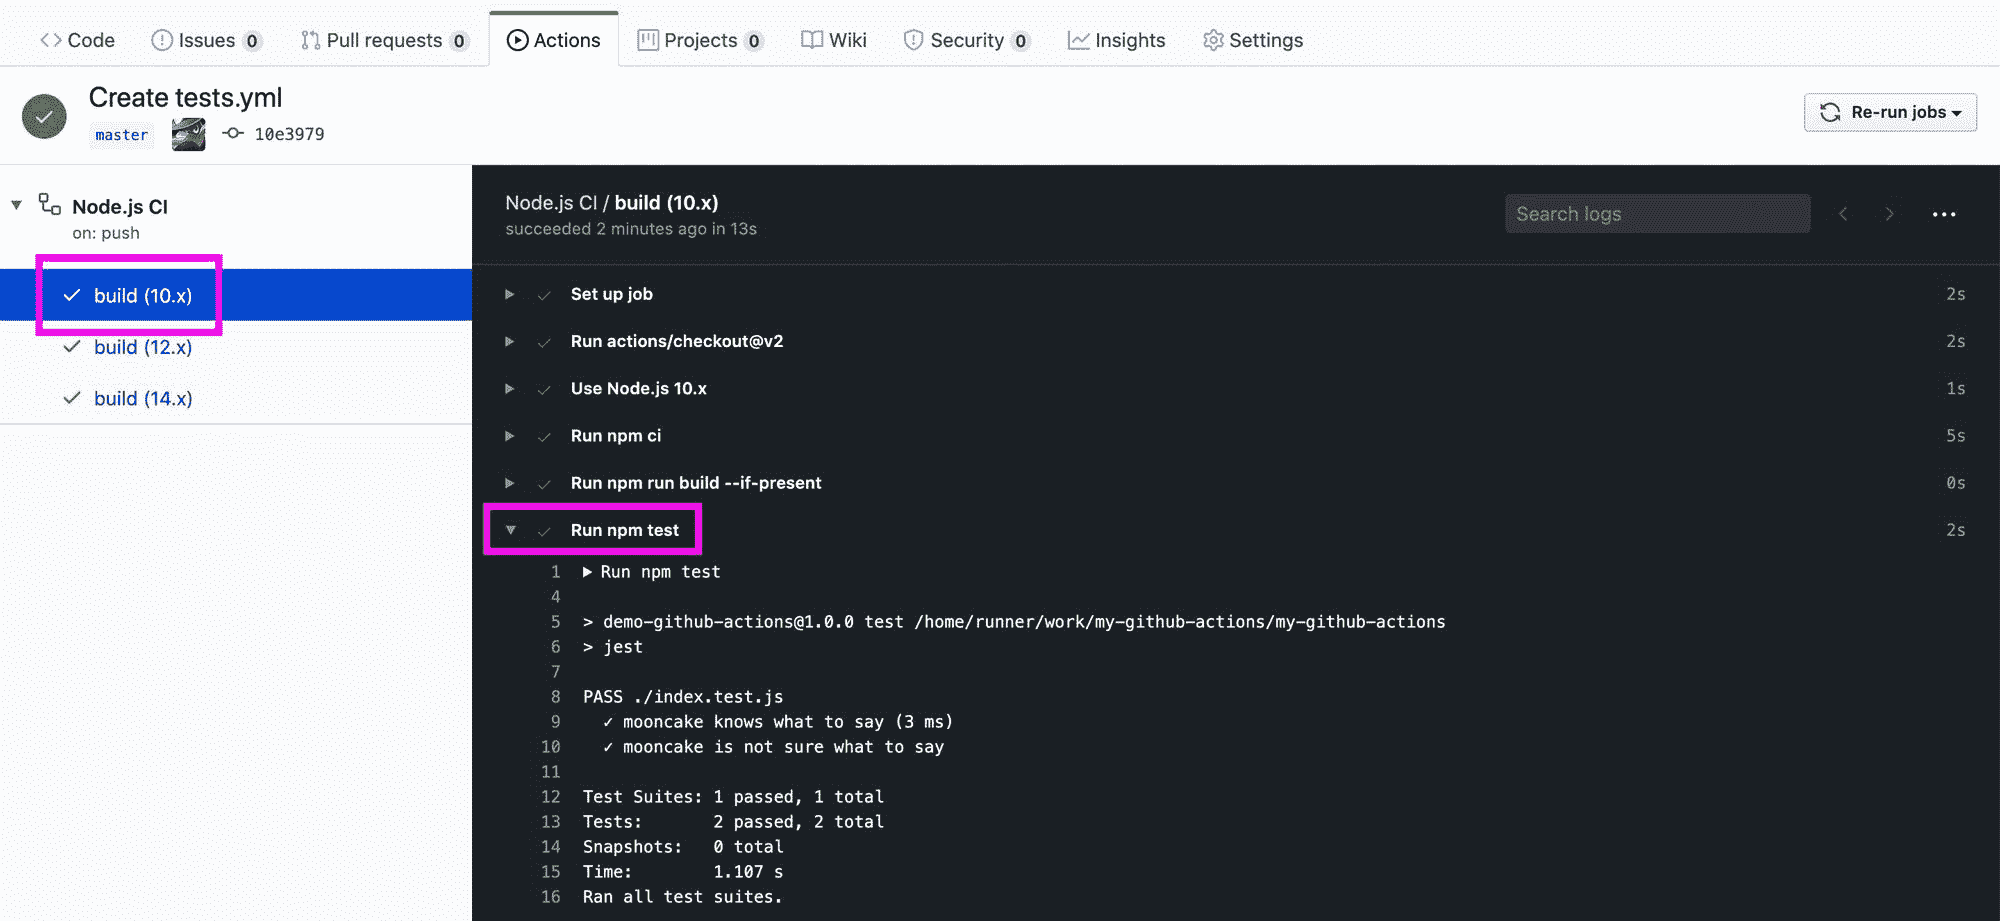 Code Issues 0 Pull requests 0 Actions Projects 0 Wiki Security 0 Insights Settings
Create tests.yml
master 10e3979
Re-run jobs
Node.js CI
on: push
build (10.x)
build (12.x)
build (14.x)
Node.js CI / build (10.x)
succeeded 2 minutes ago in 13s
Search logs
Set up job 2s
Run actions/checkout@v2 2s
Use Node.js 10.x 1s
Run npm ci 5s
Run npm run build --if-present 0s
Run npm test 2s
1 Run npm test
4
5 > demo-github-actions@1.0.0 test /home/runner/work/my-github-actions/my-github-actions
6 > jest
7
8 PASS ./index.test.js
9 ✓ mooncake knows what to say (3 ms)
10 ✓ mooncake is not sure what to say
11
12 Test Suites: 1 passed, 1 total
13 Tests: 2 passed, 2 total
14 Snapshots: 0 total
15 Time: 1.107 s
16 Ran all test suites.